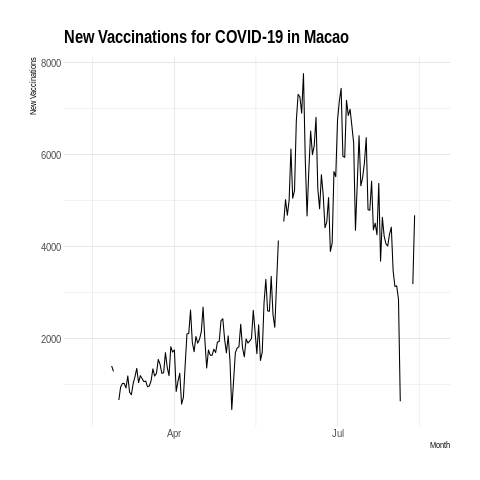 New Vaccinations for COVID-19 in Macao
New Vaccinations
8000
6000
4000
2000
Apr
Jul
Month